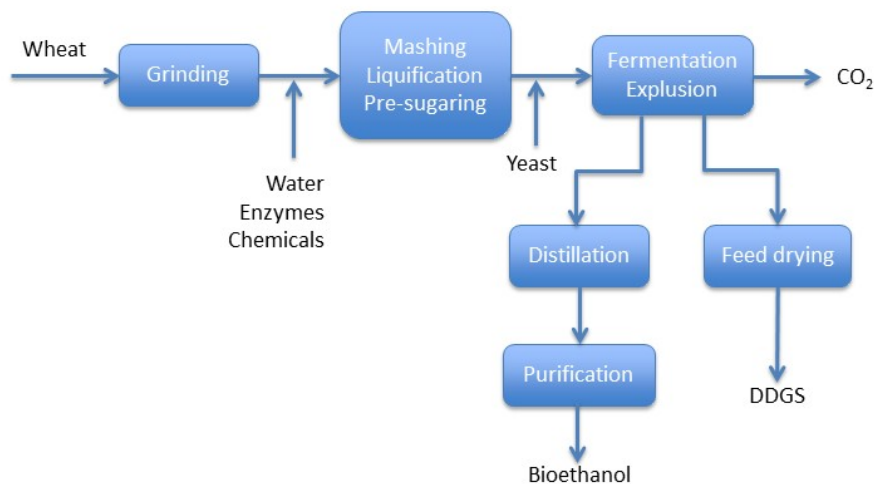 Wheat
Grinding
Mashing
Liquification
Pre-sugaring
Fermentation
Explusion
CO₂
Water
Enzymes
Chemicals
Yeast
Distillation
Feed drying
Purification
DDGS
Bioethanol